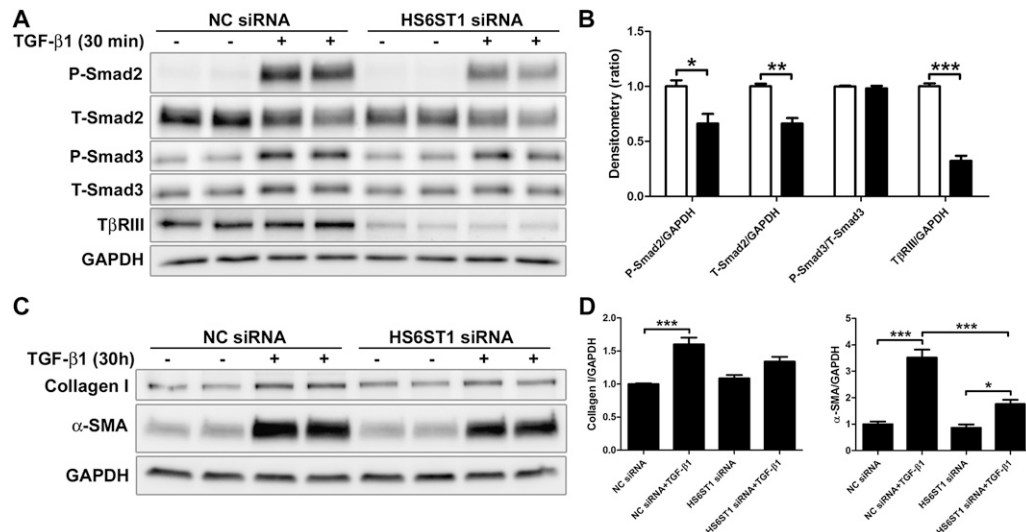 A
NC siRNA HS6ST1 siRNA
TGF-β1 (30 min) - - + + - - + +
P-Smad2
T-Smad2
P-Smad3
T-Smad3
TβRIII
GAPDH
B
Densitometry (ratio)
1.5
1.0
0.5
0.0
* ** ***
P-Smad2/GAPDH
T-Smad2/GAPDH
P-Smad3/T-Smad3
TβRIII/GAPDH
C
NC siRNA HS6ST1 siRNA
TGF-β1 (30h) - - + + - - + +
Collagen I
α-SMA
GAPDH
D
Collagen I/GAPDH
2.0
1.5
1.0
0.5
0.0
***
NC siRNA
NC siRNA+TGF-β1
HS6ST1 siRNA
HS6ST1 siRNA+TGF-β1
α-SMA/GAPDH
5
4
3
2
1
0
*** ***
*
NC siRNA
NC siRNA+TGF-β1
HS6ST1 siRNA
HS6ST1 siRNA+TGF-β1